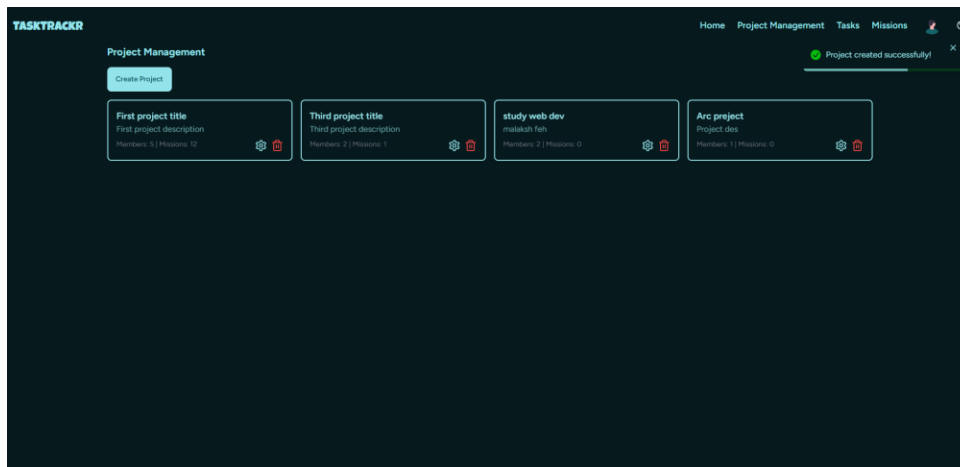 TASKTRACKR
Home Project Management Tasks Missions
Project Management
Project created successfully!
Create Project
First project title
First project description
Members: 5 | Missions: 12
Third project title
Third project description
Members: 2 | Missions: 1
study web dev
malaksh feh
Members: 2 | Missions: 0
Arc preject
Project des
Members: 1 | Missions: 0